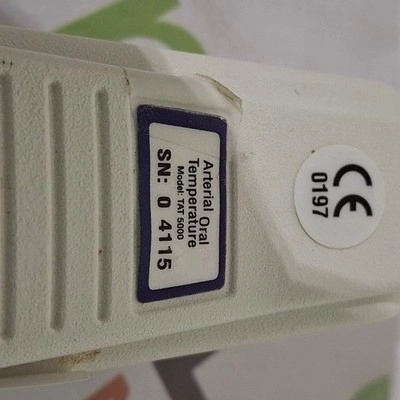 Arterial Oral
Temperature
Model: TAT 5000
SN: 0 4115
CE
0197